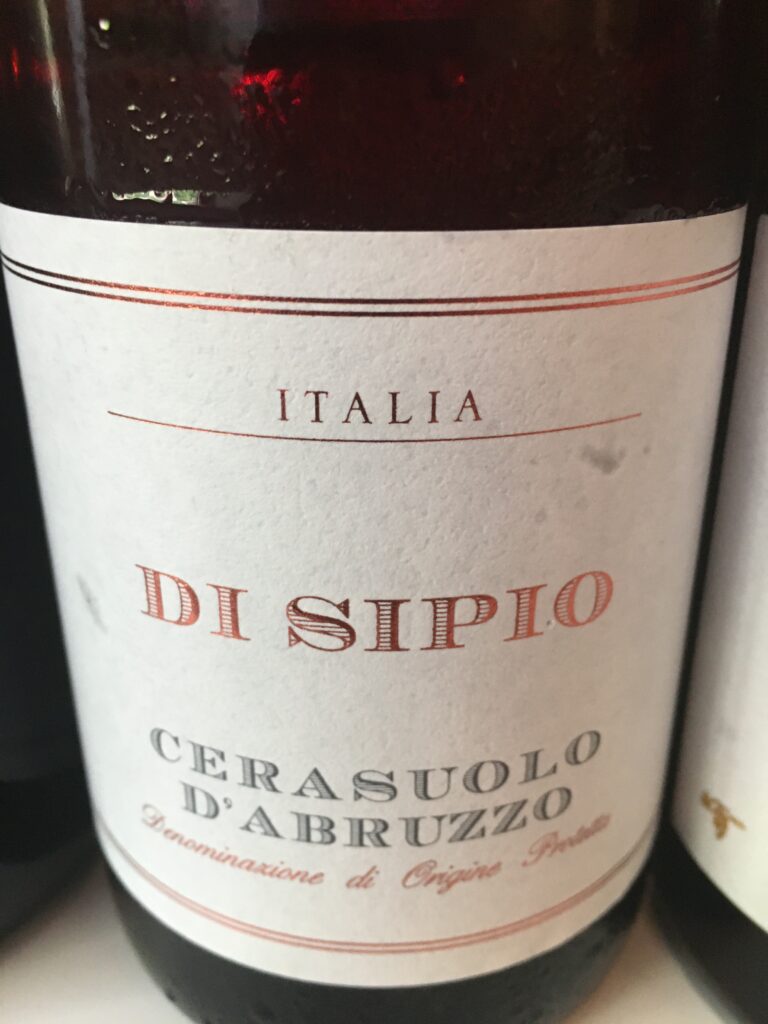 ITALIA
DI SIPIO
CERASUOLO
D'ABRUZZO
Denominazione di Origine Protetta